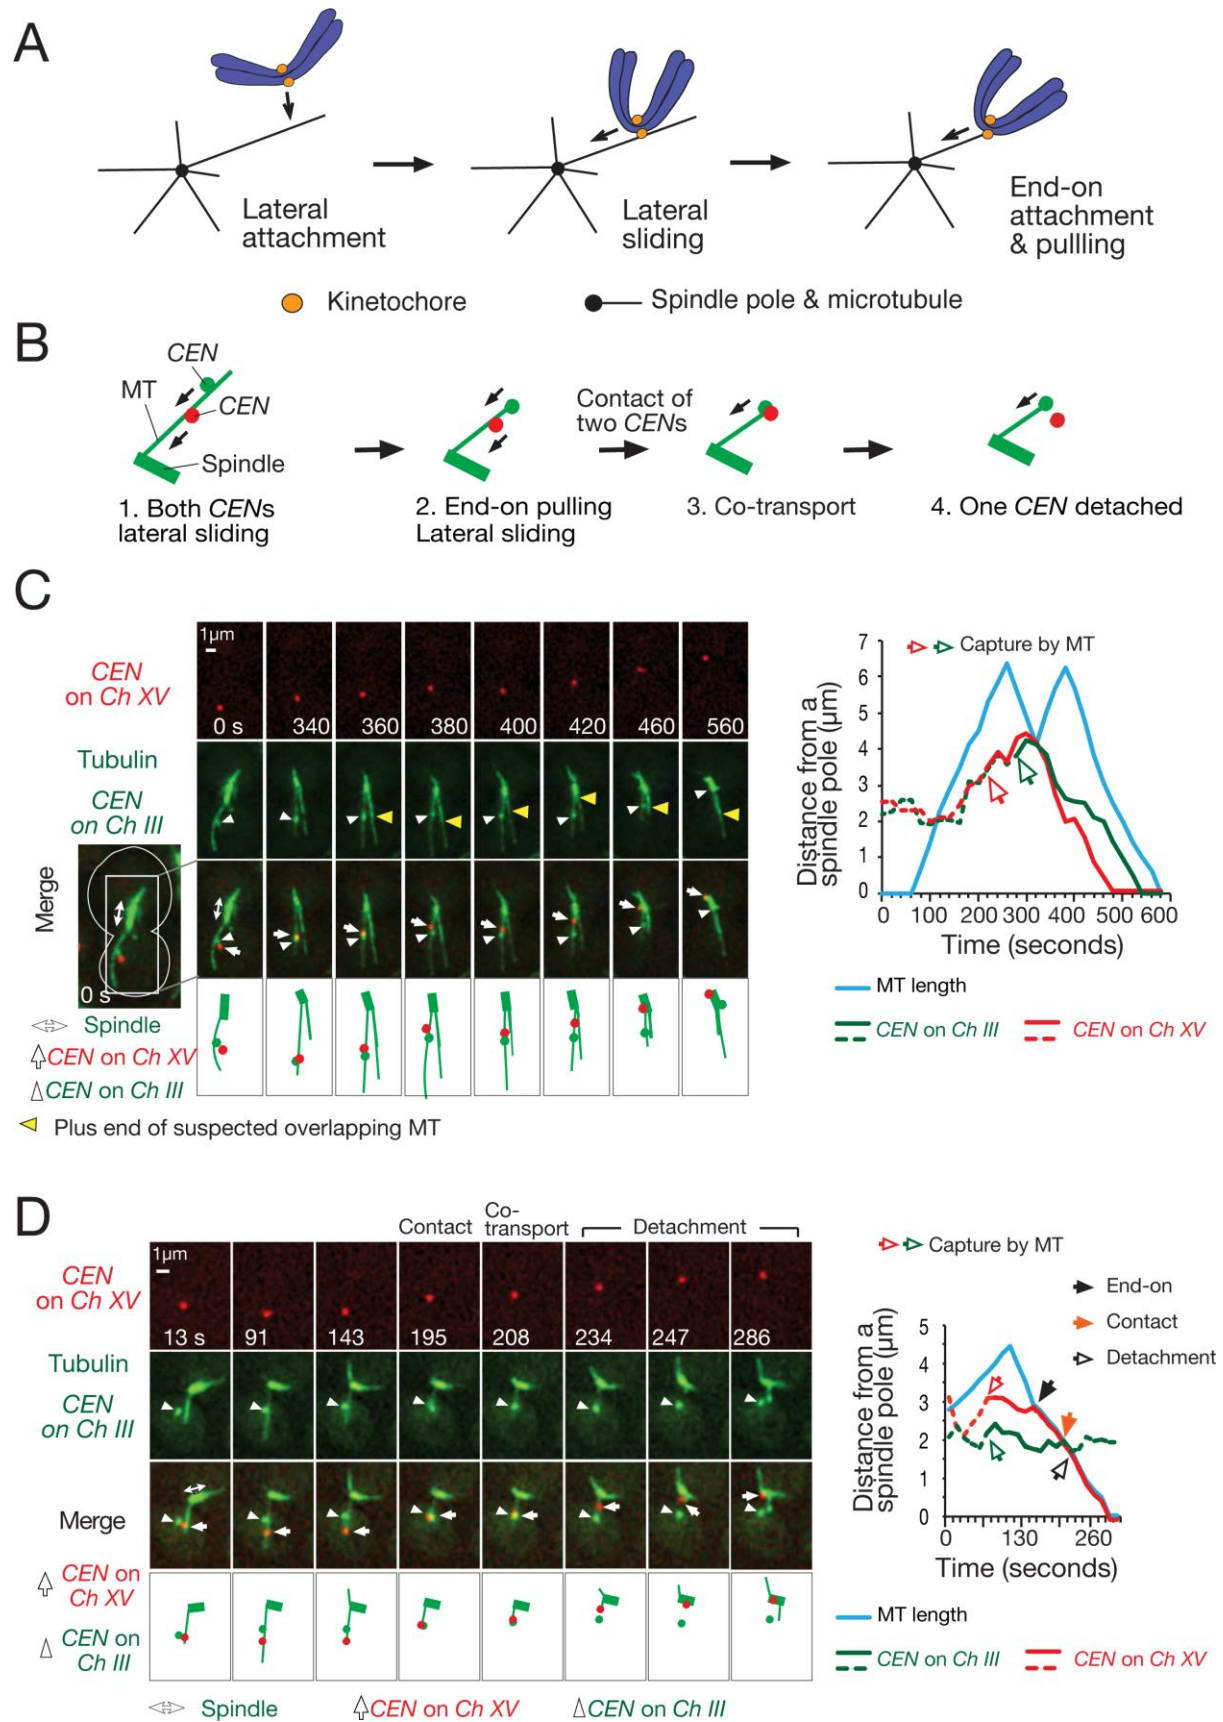 A
Lateral
attachment
Lateral
sliding
End-on
attachment
& pullling
Kinetochore
Spindle pole & microtubule
B
CEN
MT
CEN
Spindle
1. Both CENs
lateral sliding
2. End-on pulling
Lateral sliding
Contact of
two CENs
3. Co-transport
4. One CEN detached
C
CEN
on Ch XV
1μm
0 s
340
360
380
400
420
460
560
Tubulin
CEN
on Ch III
Merge
0 s
Spindle
CEN on Ch XV
CEN on Ch III
Plus end of suspected overlapping MT
Capture by MT
Distance from a
spindle pole (μm)
7
6
5
4
3
2
1
0
0 100 200 300 400 500 600
Time (seconds)
MT length
CEN on Ch III
CEN on Ch XV
D
Contact
Co-
transport
Detachment
CEN
on Ch XV
1μm
13 s
91
143
195
208
234
247
286
Tubulin
CEN
on Ch III
Merge
CEN on
Ch XV
CEN on
Ch III
Spindle
CEN on Ch XV
CEN on Ch III
Capture by MT
End-on
Contact
Detachment
Distance from a
spindle pole (μm)
5
4
3
2
1
0
0 130 260
Time (seconds)
MT length
CEN on Ch III
CEN on Ch XV